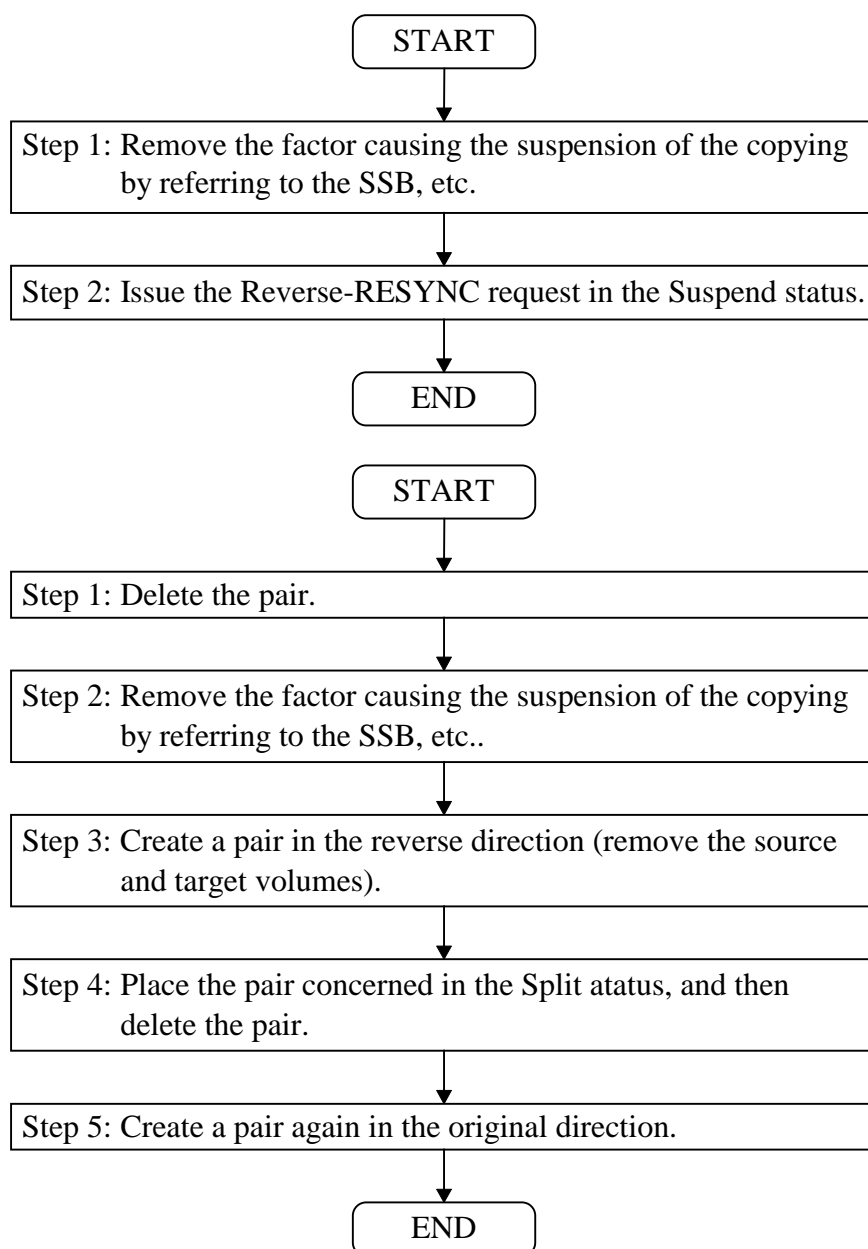 START
Step 1: Remove the factor causing the suspension of the copying
by referring to the SSB, etc.
Step 2: Issue the Reverse-RESYNC request in the Suspend status.
END
START
Step 1: Delete the pair.
Step 2: Remove the factor causing the suspension of the copying
by referring to the SSB, etc..
Step 3: Create a pair in the reverse direction (remove the source
and target volumes).
Step 4: Place the pair concerned in the Split atatus, and then
delete the pair.
Step 5: Create a pair again in the original direction.
END